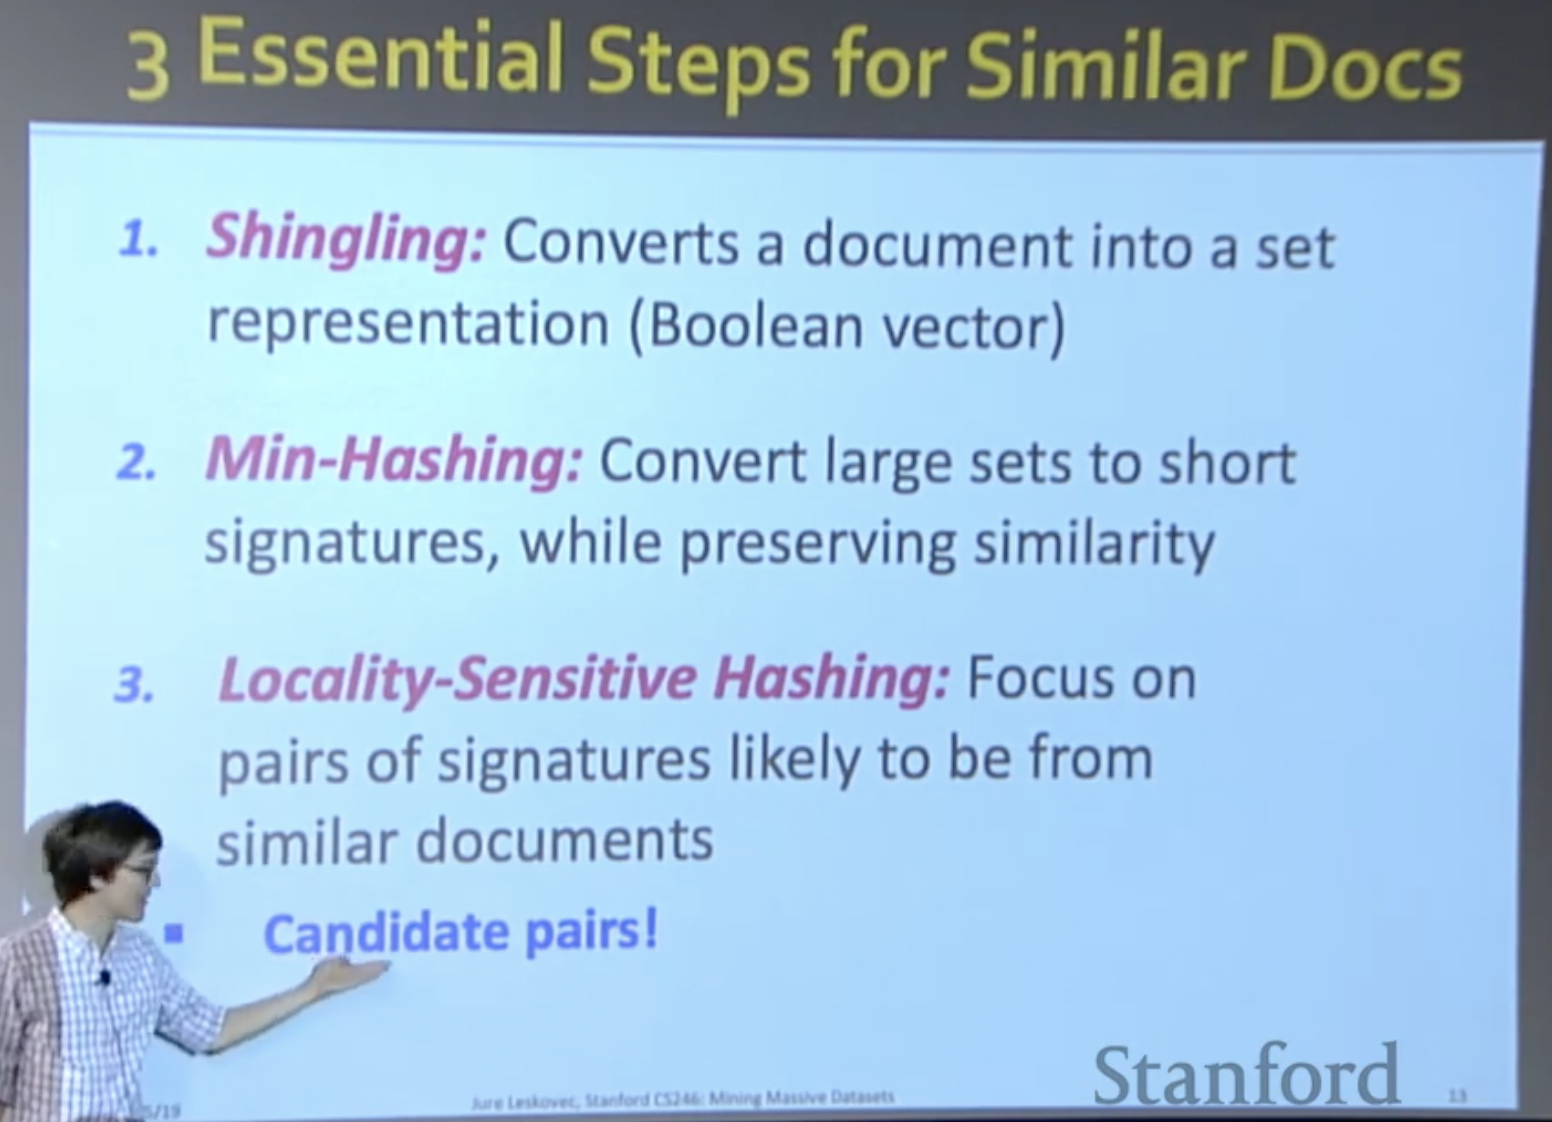 3 Essential Steps for Similar Docs
1. Shingling: Converts a document into a set
representation (Boolean vector)
2. Min-Hashing: Convert large sets to short
signatures, while preserving similarity
3. Locality-Sensitive Hashing: Focus on
pairs of signatures likely to be from
similar documents
▪ Candidate pairs!
5/19
Jure Leskovec, Stanford CS246: Mining Massive Datasets
Stanford
13